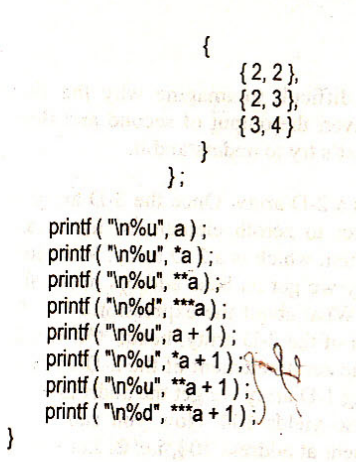 {
{ 2, 2 },
{ 2, 3 },
{ 3, 4 }
}
} ;
printf ( "\n%u", a ) ;
printf ( "\n%u", *a ) ;
printf ( "\n%u", **a ) ;
printf ( "\n%d", ***a ) ;
printf ( "\n%u", a + 1 ) ;
printf ( "\n%u", *a + 1 ) ;
printf ( "\n%u", **a + 1 ) ;
printf ( "\n%d", ***a + 1 ) ;
}